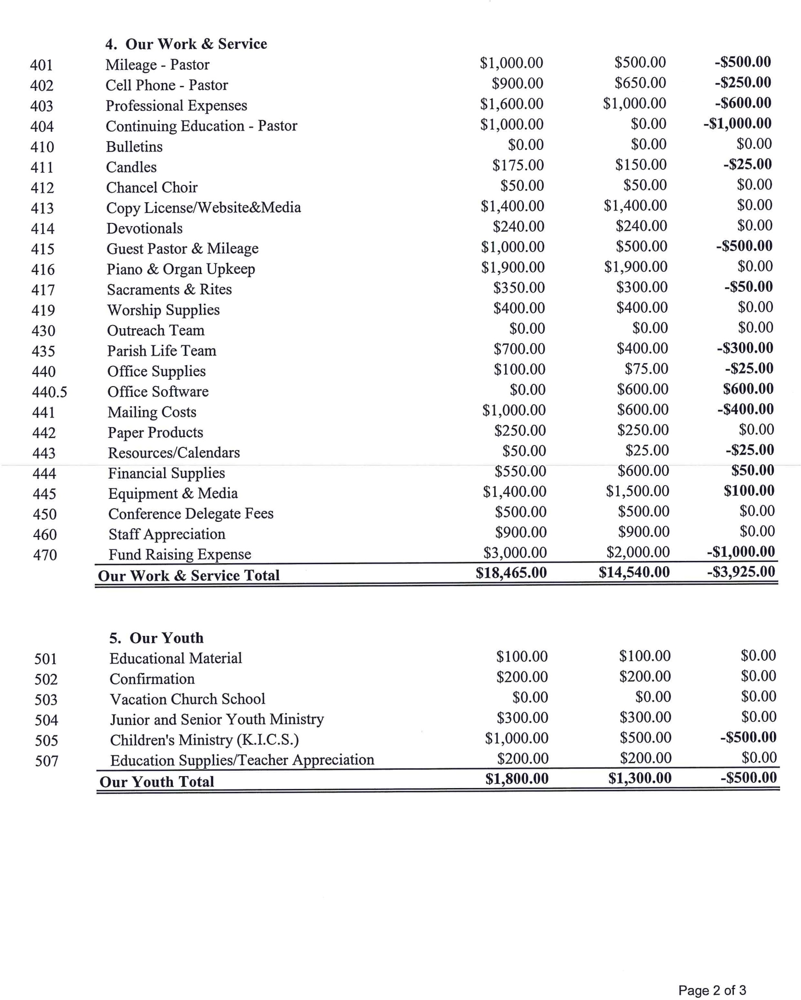 4. Our Work & Service
401 Mileage - Pastor $1,000.00 $500.00 -$500.00
402 Cell Phone - Pastor $900.00 $650.00 -$250.00
403 Professional Expenses $1,600.00 $1,000.00 -$600.00
404 Continuing Education - Pastor $1,000.00 $0.00 -$1,000.00
410 Bulletins $0.00 $0.00 $0.00
411 Candles $175.00 $150.00 -$25.00
412 Chancel Choir $50.00 $50.00 $0.00
413 Copy License/Website&Media $1,400.00 $1,400.00 $0.00
414 Devotionals $240.00 $240.00 $0.00
415 Guest Pastor & Mileage $1,000.00 $500.00 -$500.00
416 Piano & Organ Upkeep $1,900.00 $1,900.00 $0.00
417 Sacraments & Rites $350.00 $300.00 -$50.00
419 Worship Supplies $400.00 $400.00 $0.00
430 Outreach Team $0.00 $0.00 $0.00
435 Parish Life Team $700.00 $400.00 -$300.00
440 Office Supplies $100.00 $75.00 -$25.00
440.5 Office Software $0.00 $600.00 $600.00
441 Mailing Costs $1,000.00 $600.00 -$400.00
442 Paper Products $250.00 $250.00 $0.00
443 Resources/Calendars $50.00 $25.00 -$25.00
444 Financial Supplies $550.00 $600.00 $50.00
445 Equipment & Media $1,400.00 $1,500.00 $100.00
450 Conference Delegate Fees $500.00 $500.00 $0.00
460 Staff Appreciation $900.00 $900.00 $0.00
470 Fund Raising Expense $3,000.00 $2,000.00 -$1,000.00
Our Work & Service Total $18,465.00 $14,540.00 -$3,925.00
5. Our Youth
501 Educational Material $100.00 $100.00 $0.00
502 Confirmation $200.00 $200.00 $0.00
503 Vacation Church School $0.00 $0.00 $0.00
504 Junior and Senior Youth Ministry $300.00 $300.00 $0.00
505 Children's Ministry (K.I.C.S.) $1,000.00 $500.00 -$500.00
507 Education Supplies/Teacher Appreciation $200.00 $200.00 $0.00
Our Youth Total $1,800.00 $1,300.00 -$500.00
Page 2 of 3